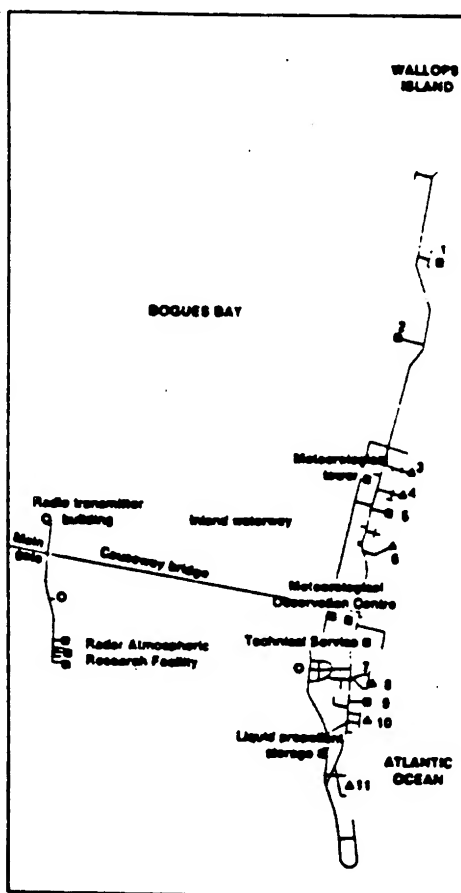 WALLOPS
ISLAND
1
BOGUES BAY
2
Meteorological
tower
3
4
5
6
Radio transmitter
building
Inland waterway
Main
gate
Causeway bridge
Meteorological
Observation Centre
Technical Service
Radar Atmospheric
Research Facility
7
8
9
10
Liquid propellant
storage
ATLANTIC
OCEAN
11